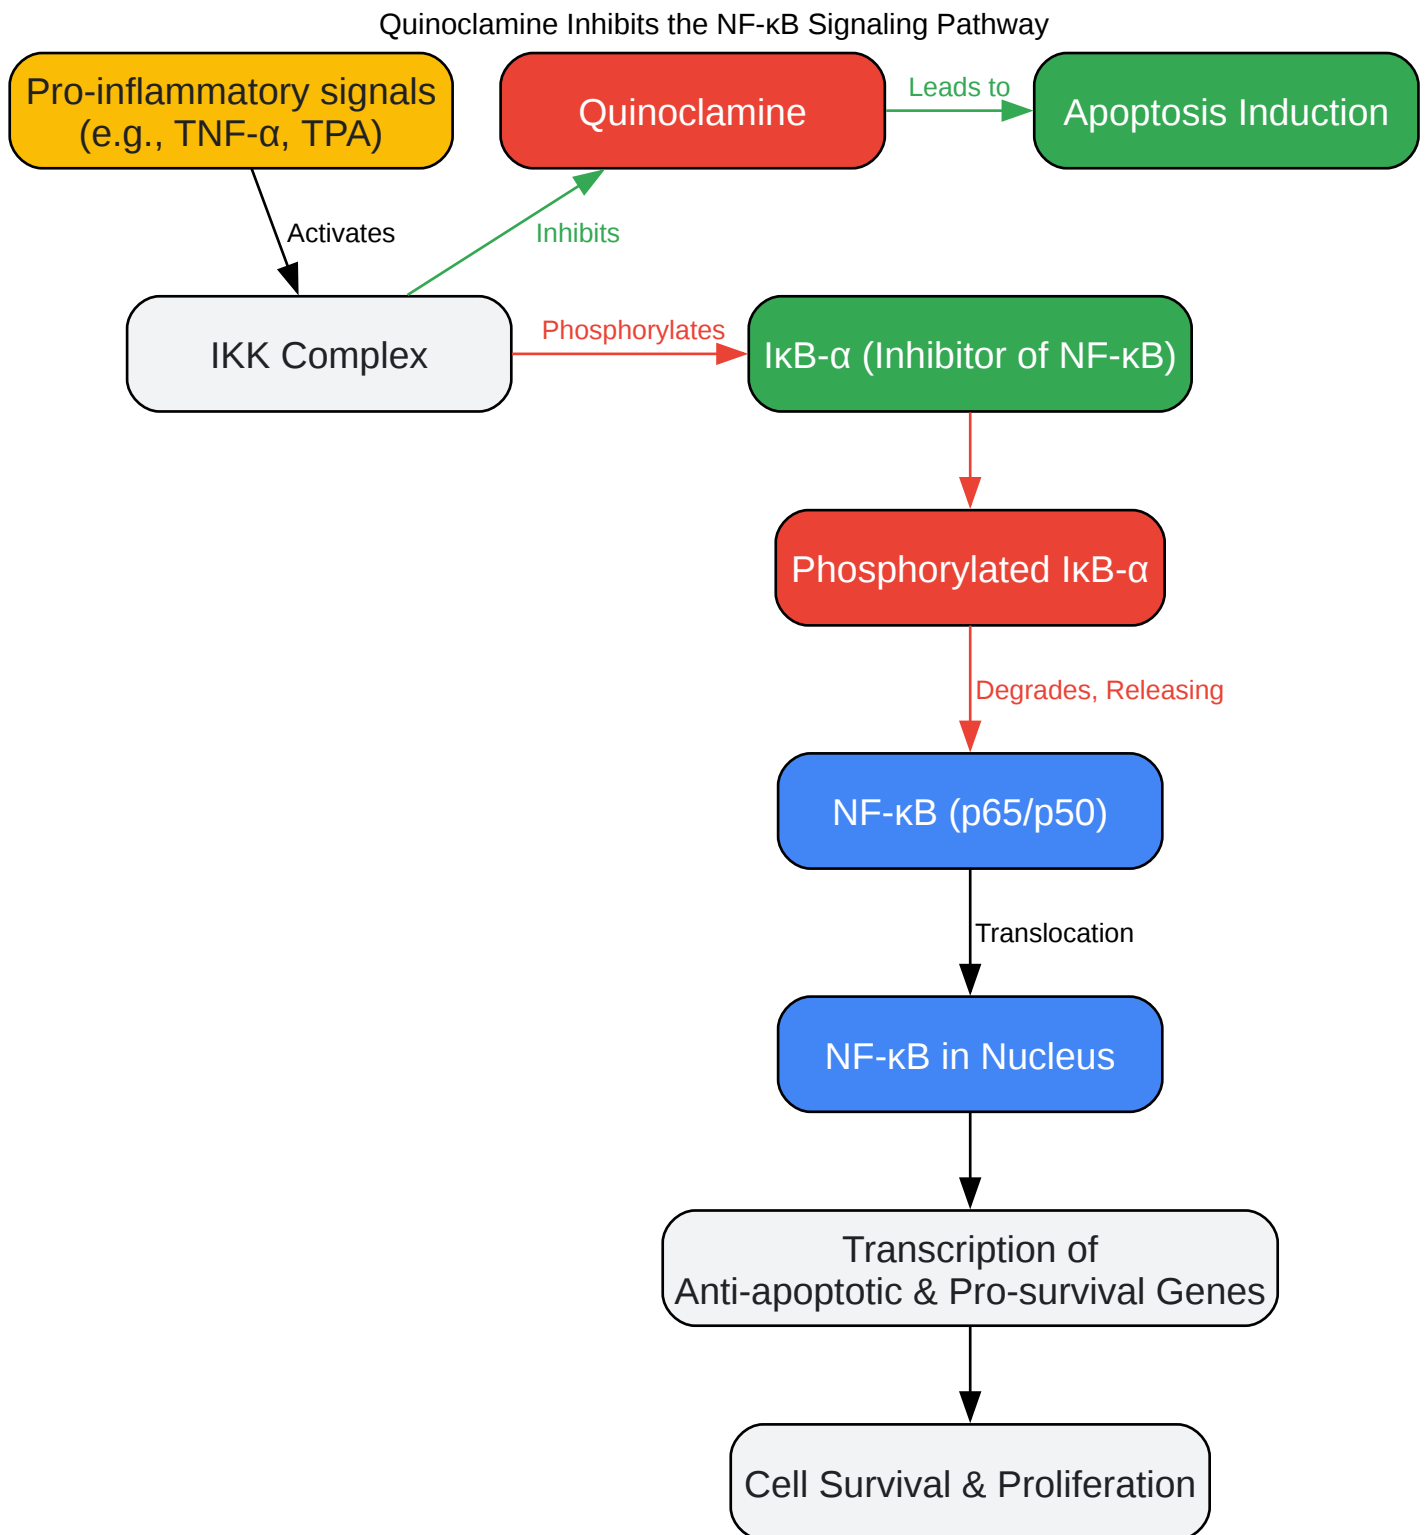 Quinoclamine Inhibits the NF-κB Signaling Pathway
Pro-inflammatory signals
(e.g., TNF-α, TPA)
Quinoclamine
Leads to
Apoptosis Induction
Activates
Inhibits
IKK Complex
Phosphorylates
IκB-α (Inhibitor of NF-κB)
Phosphorylated IκB-α
Degrades, Releasing
NF-κB (p65/p50)
Translocation
NF-κB in Nucleus
Transcription of
Anti-apoptotic & Pro-survival Genes
Cell Survival & Proliferation